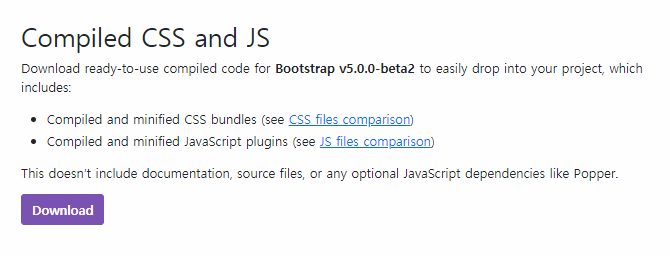 Compiled CSS and JS
Download ready-to-use compiled code for Bootstrap v5.0.0-beta2 to easily drop into your project, which
includes:
• Compiled and minified CSS bundles (see CSS files comparison)
• Compiled and minified JavaScript plugins (see JS files comparison)
This doesn't include documentation, source files, or any optional JavaScript dependencies like Popper.
Download